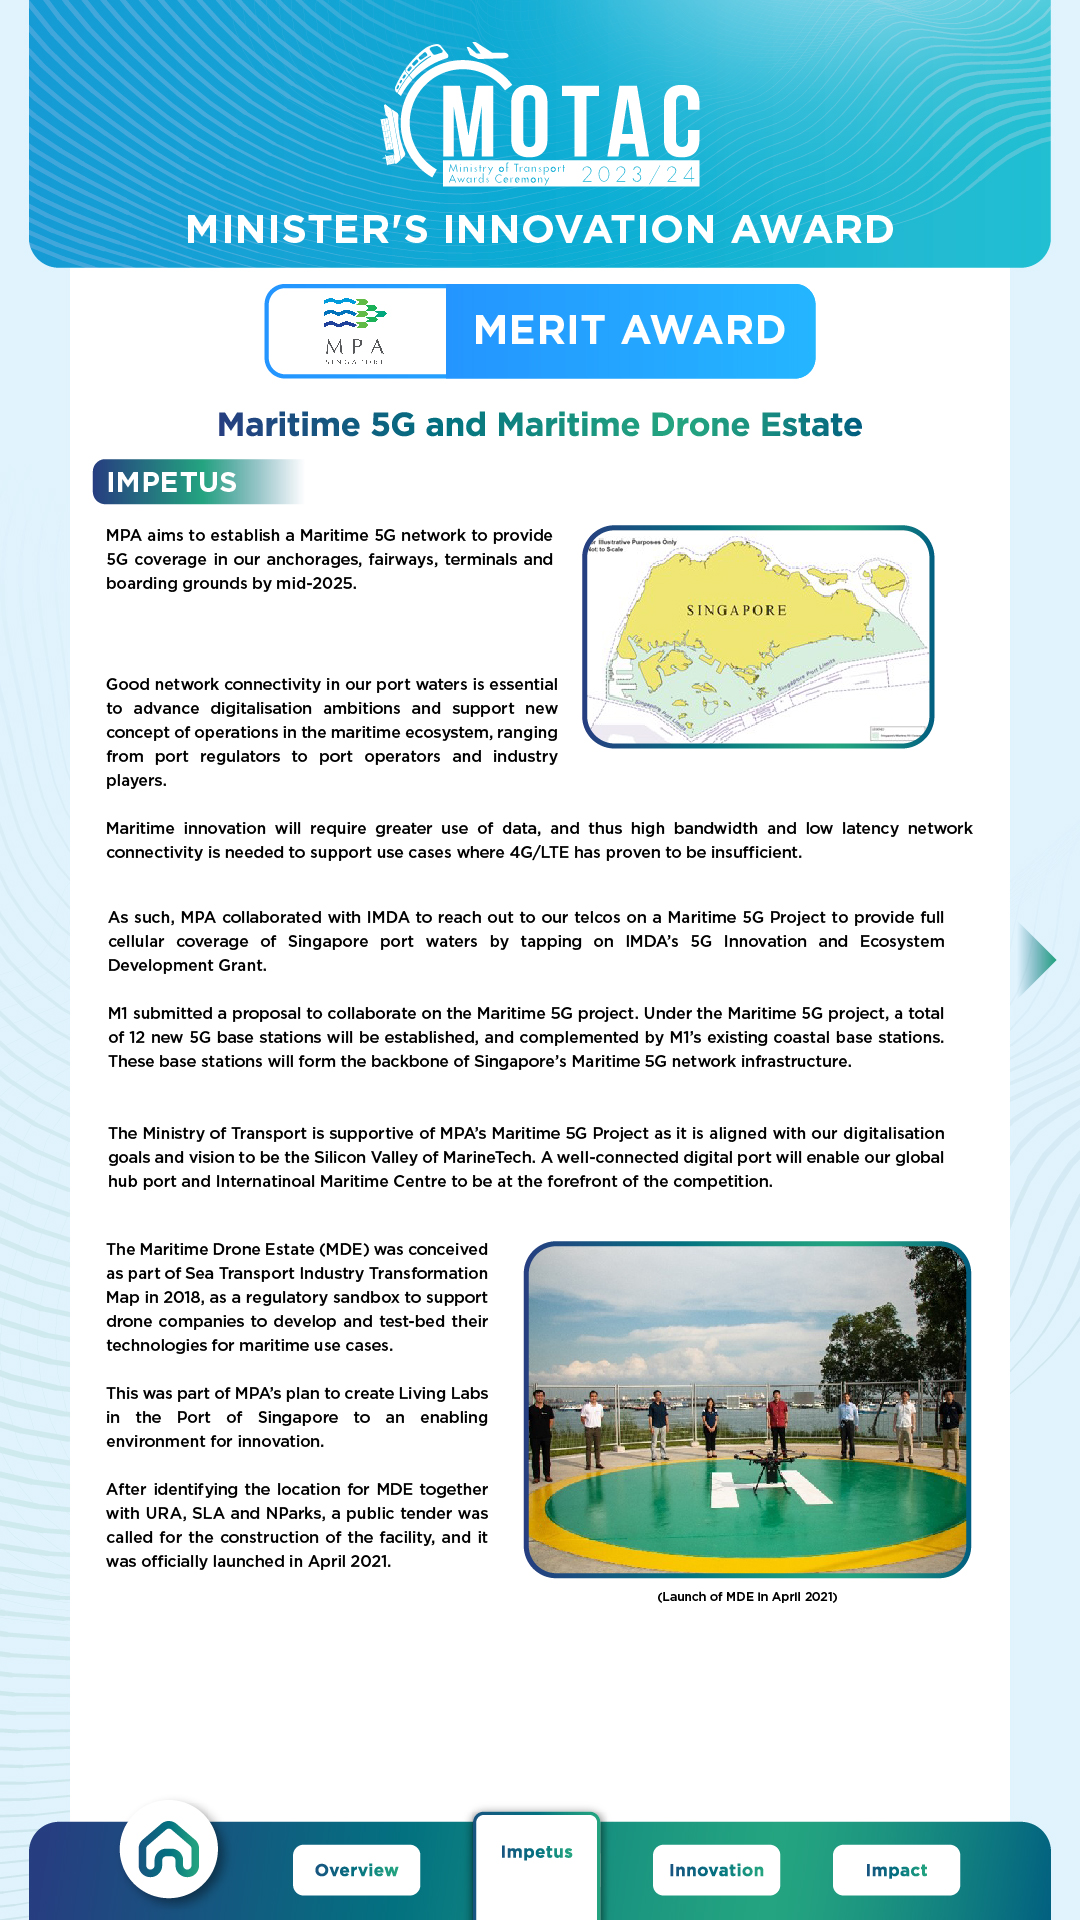 MOTAC
Ministry of Transport
Awards Ceremony 2023/24
MINISTER'S INNOVATION AWARD
MPA
SINGAPORE
MERIT AWARD
Maritime 5G and Maritime Drone Estate
IMPETUS
MPA aims to establish a Maritime 5G network to provide
5G coverage in our anchorages, fairways, terminals and
boarding grounds by mid-2025.
Illustrative Purposes Only
Not to Scale
SINGAPORE
Singapore Port Limits
Singapore Port Limits
Good network connectivity in our port waters is essential
to advance digitalisation ambitions and support new
concept of operations in the maritime ecosystem, ranging
from port regulators to port operators and industry
players.
Maritime innovation will require greater use of data, and thus high bandwidth and low latency network
connectivity is needed to support use cases where 4G/LTE has proven to be insufficient.
As such, MPA collaborated with IMDA to reach out to our telcos on a Maritime 5G Project to provide full
cellular coverage of Singapore port waters by tapping on IMDA's 5G Innovation and Ecosystem
Development Grant.
M1 submitted a proposal to collaborate on the Maritime 5G project. Under the Maritime 5G project, a total
of 12 new 5G base stations will be established, and complemented by M1's existing coastal base stations.
These base stations will form the backbone of Singapore's Maritime 5G network infrastructure.
The Ministry of Transport is supportive of MPA's Maritime 5G Project as it is aligned with our digitalisation
goals and vision to be the Silicon Valley of MarineTech. A well-connected digital port will enable our global
hub port and Internatinoal Maritime Centre to be at the forefront of the competition.
The Maritime Drone Estate (MDE) was conceived
as part of Sea Transport Industry Transformation
Map in 2018, as a regulatory sandbox to support
drone companies to develop and test-bed their
technologies for maritime use cases.
This was part of MPA's plan to create Living Labs
in the Port of Singapore to an enabling
environment for innovation.
After identifying the location for MDE together
with URA, SLA and NParks, a public tender was
called for the construction of the facility, and it
was officially launched in April 2021.
H
(Launch of MDE in April 2021)
Overview
Impetus
Innovation
Impact